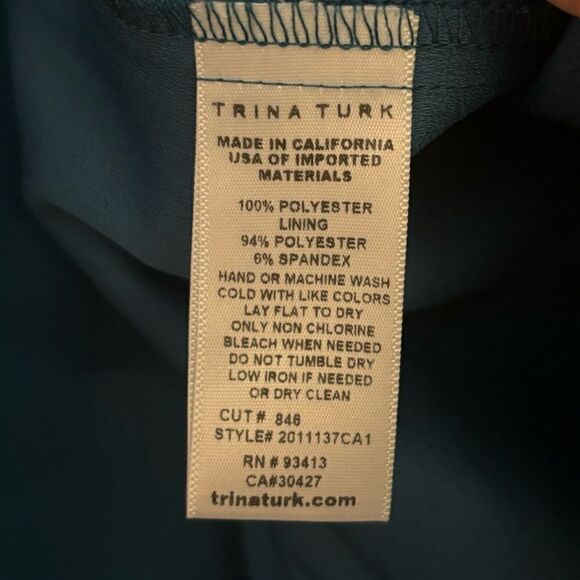 TRINA TURK
MADE IN CALIFORNIA
USA OF IMPORTED
MATERIALS
100% POLYESTER
LINING
94% POLYESTER
6% SPANDEX
HAND OR MACHINE WASH
COLD WITH LIKE COLORS
LAY FLAT TO DRY
ONLY NON CHLORINE
BLEACH WHEN NEEDED
DO NOT TUMBLE DRY
LOW IRON IF NEEDED
OR DRY CLEAN
CUT# 846
STYLE# 2011137CA1
RN # 93413
CA#30427
trinaturk.com